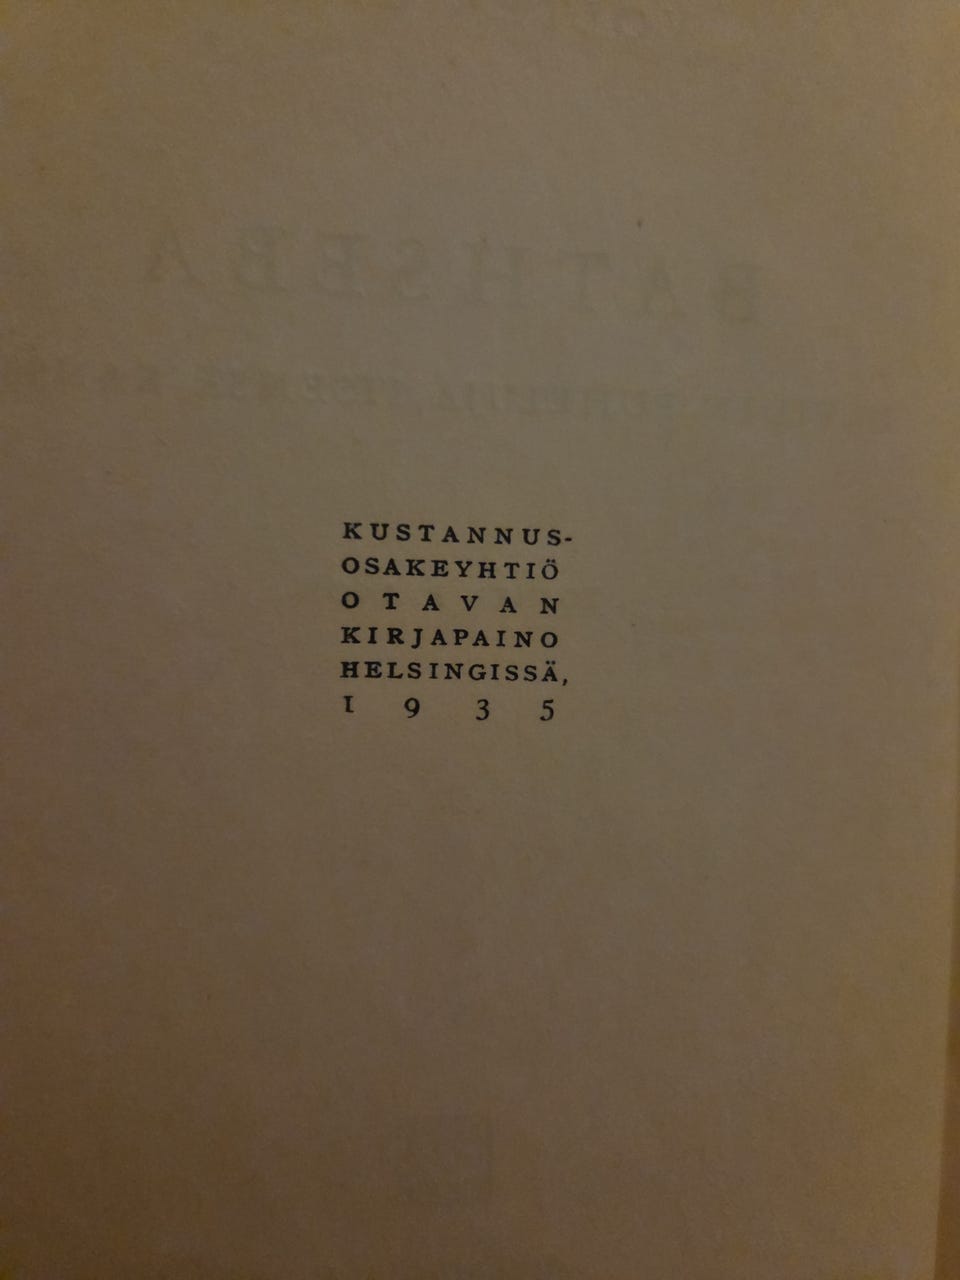 BATHSEBA
KUSTANNUS-
OSAKEYHTIÖ
OTAVAN
KIRJAPAINO
HELSINGISSÄ,
1935